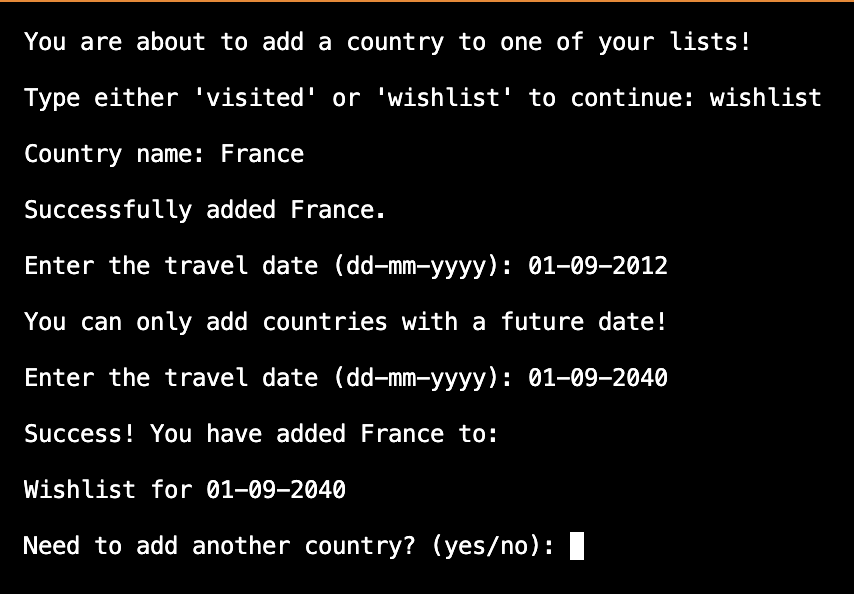 You are about to add a country to one of your lists!
Type either 'visited' or 'wishlist' to continue: wishlist
Country name: France
Successfully added France.
Enter the travel date (dd-mm-yyyy): 01-09-2012
You can only add countries with a future date!
Enter the travel date (dd-mm-yyyy): 01-09-2040
Success! You have added France to:
Wishlist for 01-09-2040
Need to add another country? (yes/no):